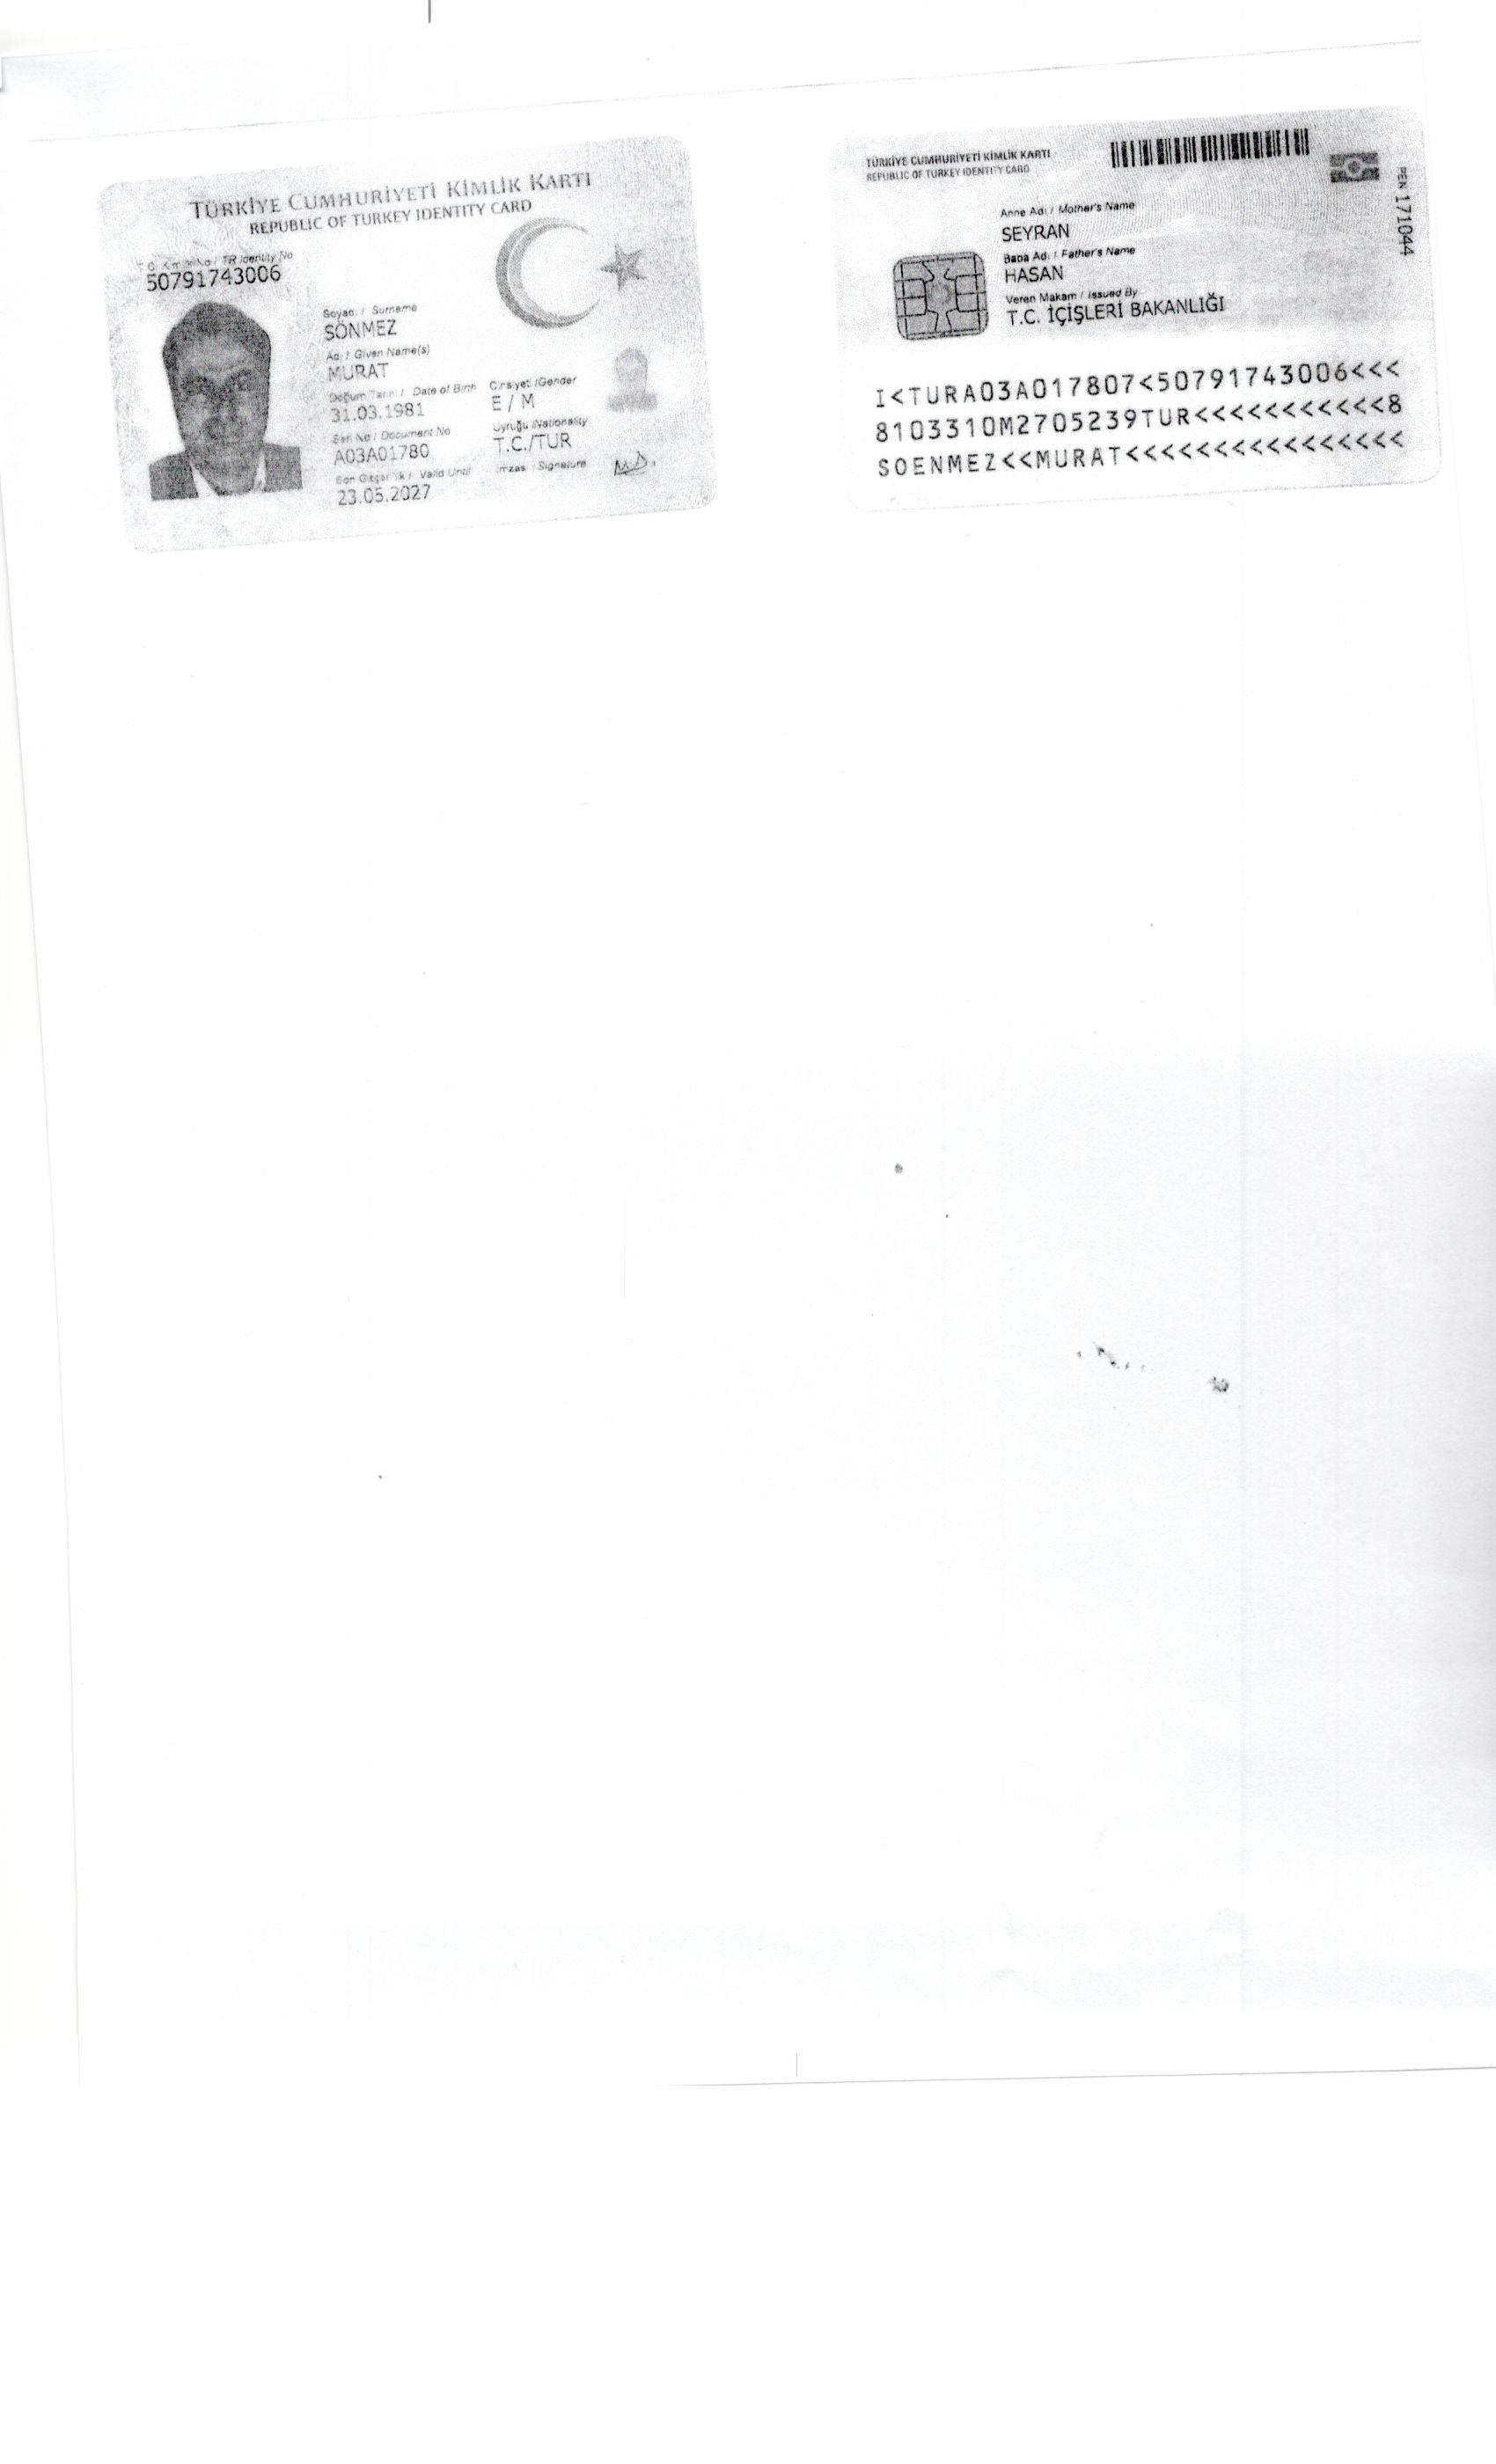 TÜRKİYE CUMHURİYETİ KİMLİK KARTI
REPUBLIC OF TURKEY IDENTITY CARD
T.C. Kimlik No / TR Identity No
50791743006
Soyadı / Surname
SÖNMEZ
Adı / Given Name(s)
MURAT
Doğum Tarihi / Date of Birth Cinsiyeti / Gender
31.03.1981 E / M
Seri No / Document No Uyruğu / Nationality
A03A01780 T.C./TUR
Son Geçerlilik / Valid Until İmzası / Signature
23.05.2027
TÜRKİYE CUMHURİYETİ KİMLİK KARTI
REPUBLIC OF TURKEY IDENTITY CARD
PEN 171044
Anne Adı / Mother's Name
SEYRAN
Baba Adı / Father's Name
HASAN
Veren Makam / Issued By
T.C. İÇİŞLERİ BAKANLIĞI
I<TURA03A017807<50791743006<<<
8103310M2705239TUR<<<<<<<<<<<8
SOENMEZ<<MURAT<<<<<<<<<<<<<<<<